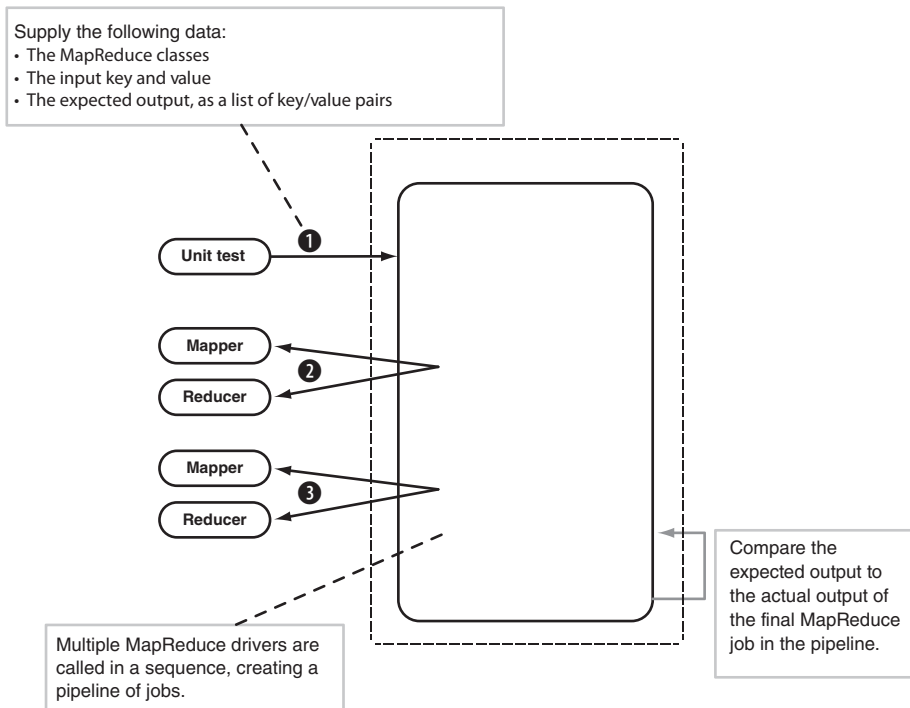 Supply the following data:
• The MapReduce classes
• The input key and value
• The expected output, as a list of key/value pairs
1
Unit test
Mapper
2
Reducer
Mapper
3
Reducer
Compare the
expected output to
the actual output of
the final MapReduce
job in the pipeline.
Multiple MapReduce drivers are
called in a sequence, creating a
pipeline of jobs.